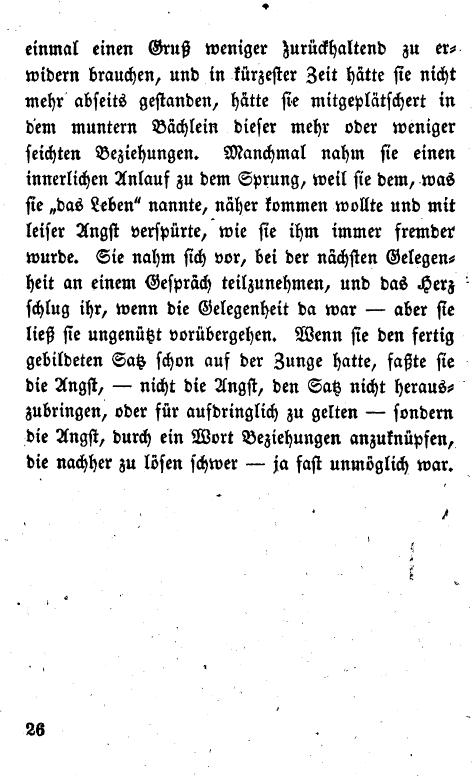 einmal einen Gruß weniger zurückhaltend zu er-
widern brauchen, und in kürzester Zeit hätte sie nicht
mehr abseits gestanden, hätte sie mitgeplätschert in
dem muntern Bächlein dieser mehr oder weniger
seichten Beziehungen. Manchmal nahm sie einen
innerlichen Anlauf zu dem Sprung, weil sie dem, was
sie „das Leben“ nannte, näher kommen wollte und mit
leiser Angst verspürte, wie sie ihm immer fremder
wurde. Sie nahm sich vor, bei der nächsten Gelegen-
heit an einem Gespräch teilzunehmen, und das Herz
schlug ihr, wenn die Gelegenheit da war — aber sie
ließ sie ungenützt vorübergehen. Wenn sie den fertig
gebildeten Satz schon auf der Zunge hatte, faßte sie
die Angst, — nicht die Angst, den Satz nicht heraus-
zubringen, oder für aufdringlich zu gelten — sondern
die Angst, durch ein Wort Beziehungen anzuknüpfen,
die nachher zu lösen schwer — ja fast unmöglich war.
26